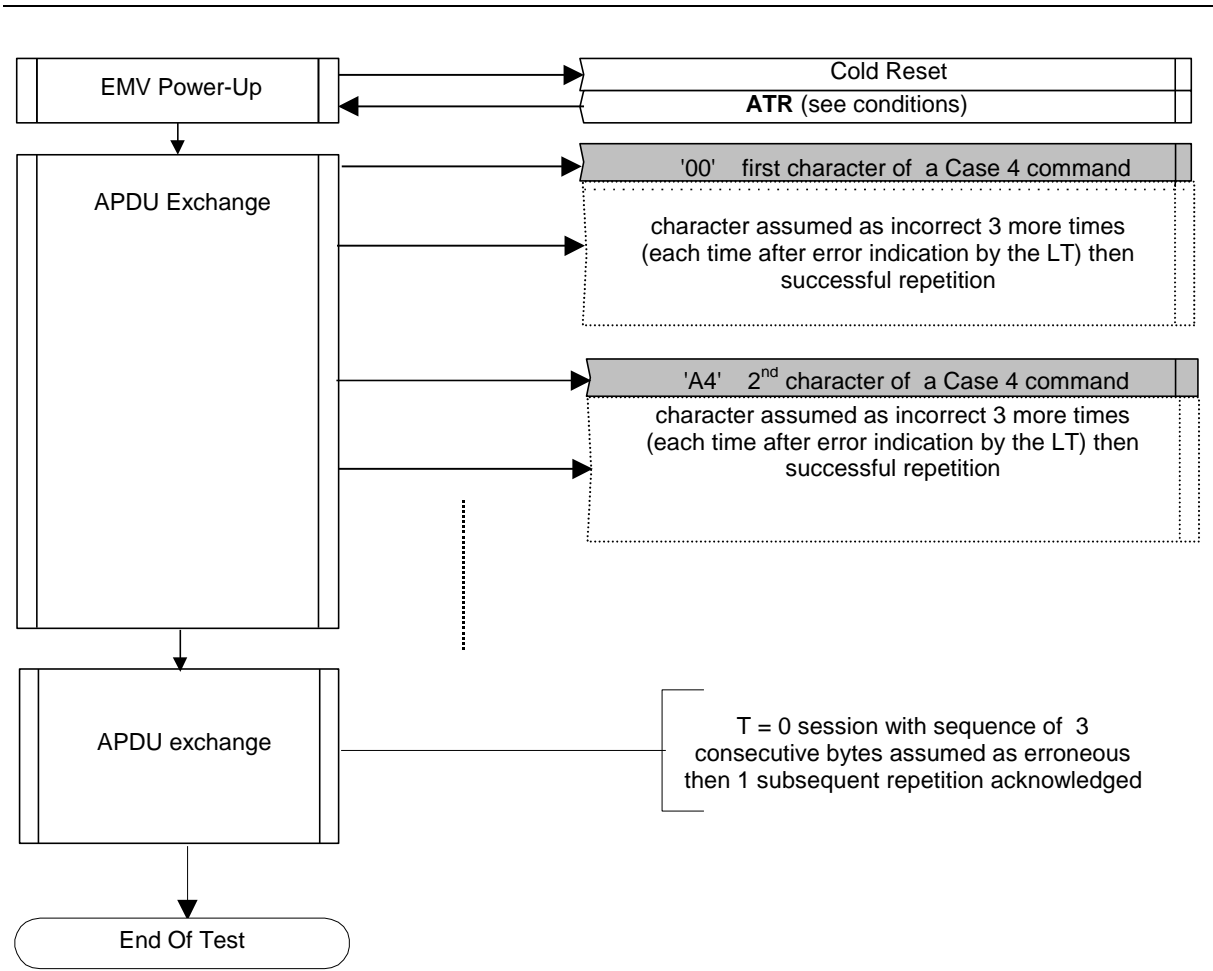 EMV Power-Up
Cold Reset
ATR (see conditions)
APDU Exchange
'00' first character of a Case 4 command
character assumed as incorrect 3 more times
(each time after error indication by the LT) then
successful repetition
'A4' 2nd character of a Case 4 command
character assumed as incorrect 3 more times
(each time after error indication by the LT) then
successful repetition
APDU exchange
T = 0 session with sequence of 3
consecutive bytes assumed as erroneous
then 1 subsequent repetition acknowledged
End Of Test